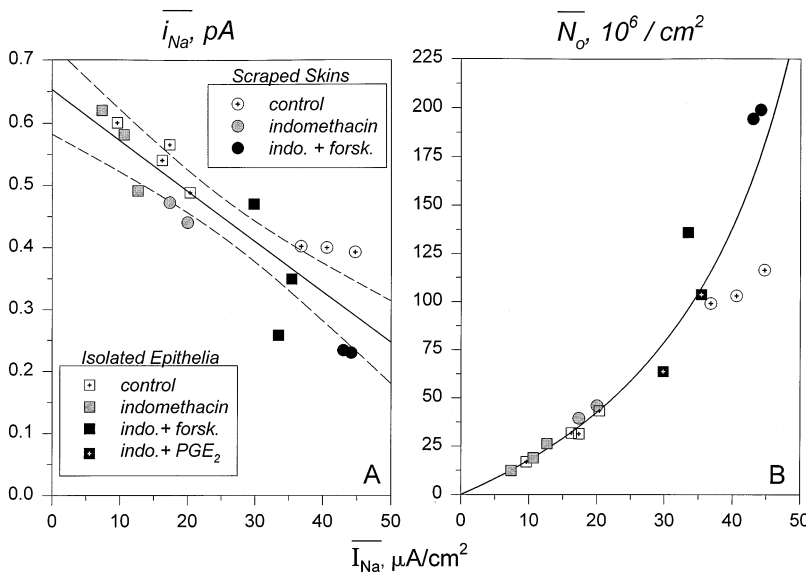 i_Na, pA
N_o, 10^6 / cm^2
0.7
0.6
0.5
0.4
0.3
0.2
0.1
0.0
Scraped Skins
control
indomethacin
indo. + forsk.
Isolated Epithelia
control
indomethacin
indo. + forsk.
indo. + PGE_2
A
0 10 20 30 40 50
225
200
175
150
125
100
75
50
25
0
B
0 10 20 30 40 50
I_Na, μA/cm^2